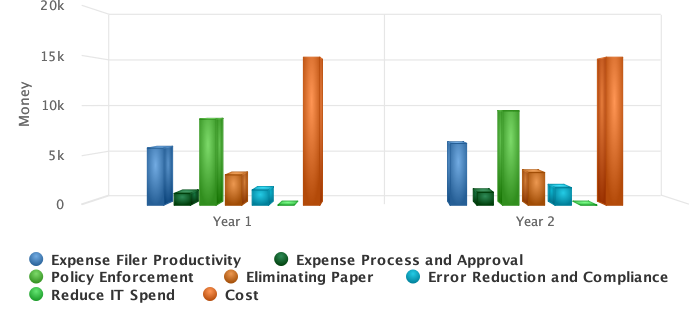 20k
15k
10k
5k
0
Money
Year 1
Year 2
Expense Filer Productivity
Expense Process and Approval
Policy Enforcement
Eliminating Paper
Error Reduction and Compliance
Reduce IT Spend
Cost